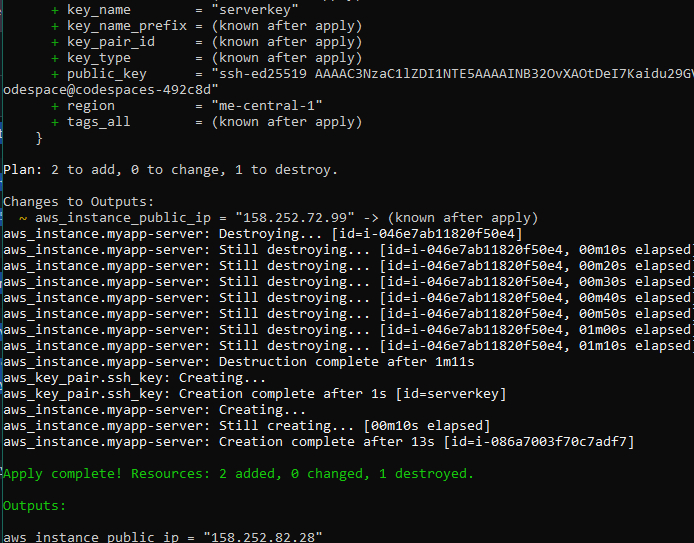 + key_name         = "serverkey"
+ key_name_prefix = (known after apply)
+ key_pair_id     = (known after apply)
+ key_type        = (known after apply)
+ public_key      = "ssh-ed25519 AAAAC3NzaC1lZDI1NTE5AAAAINB32OvXAOtDeI7Kaidu29G
odespace@codespaces-492c8d"
+ region          = "me-central-1"
+ tags_all        = (known after apply)
}
Plan: 2 to add, 0 to change, 1 to destroy.
Changes to Outputs:
~ aws_instance_public_ip = "158.252.72.99" -> (known after apply)
aws_instance.myapp-server: Destroying... [id=i-046e7ab11820f50e4]
aws_instance.myapp-server: Still destroying... [id=i-046e7ab11820f50e4, 00m10s elapsed]
aws_instance.myapp-server: Still destroying... [id=i-046e7ab11820f50e4, 00m20s elapsed]
aws_instance.myapp-server: Still destroying... [id=i-046e7ab11820f50e4, 00m30s elapsed]
aws_instance.myapp-server: Still destroying... [id=i-046e7ab11820f50e4, 00m40s elapsed]
aws_instance.myapp-server: Still destroying... [id=i-046e7ab11820f50e4, 00m50s elapsed]
aws_instance.myapp-server: Still destroying... [id=i-046e7ab11820f50e4, 01m00s elapsed]
aws_instance.myapp-server: Still destroying... [id=i-046e7ab11820f50e4, 01m10s elapsed]
aws_instance.myapp-server: Destruction complete after 1m11s
aws_key_pair.ssh_key: Creating...
aws_key_pair.ssh_key: Creation complete after 1s [id=serverkey]
aws_instance.myapp-server: Creating...
aws_instance.myapp-server: Still creating... [00m10s elapsed]
aws_instance.myapp-server: Creation complete after 13s [id=i-086a7003f70c7adf7]
Apply complete! Resources: 2 added, 0 changed, 1 destroyed.
Outputs:
aws_instance_public_ip = "158.252.82.28"